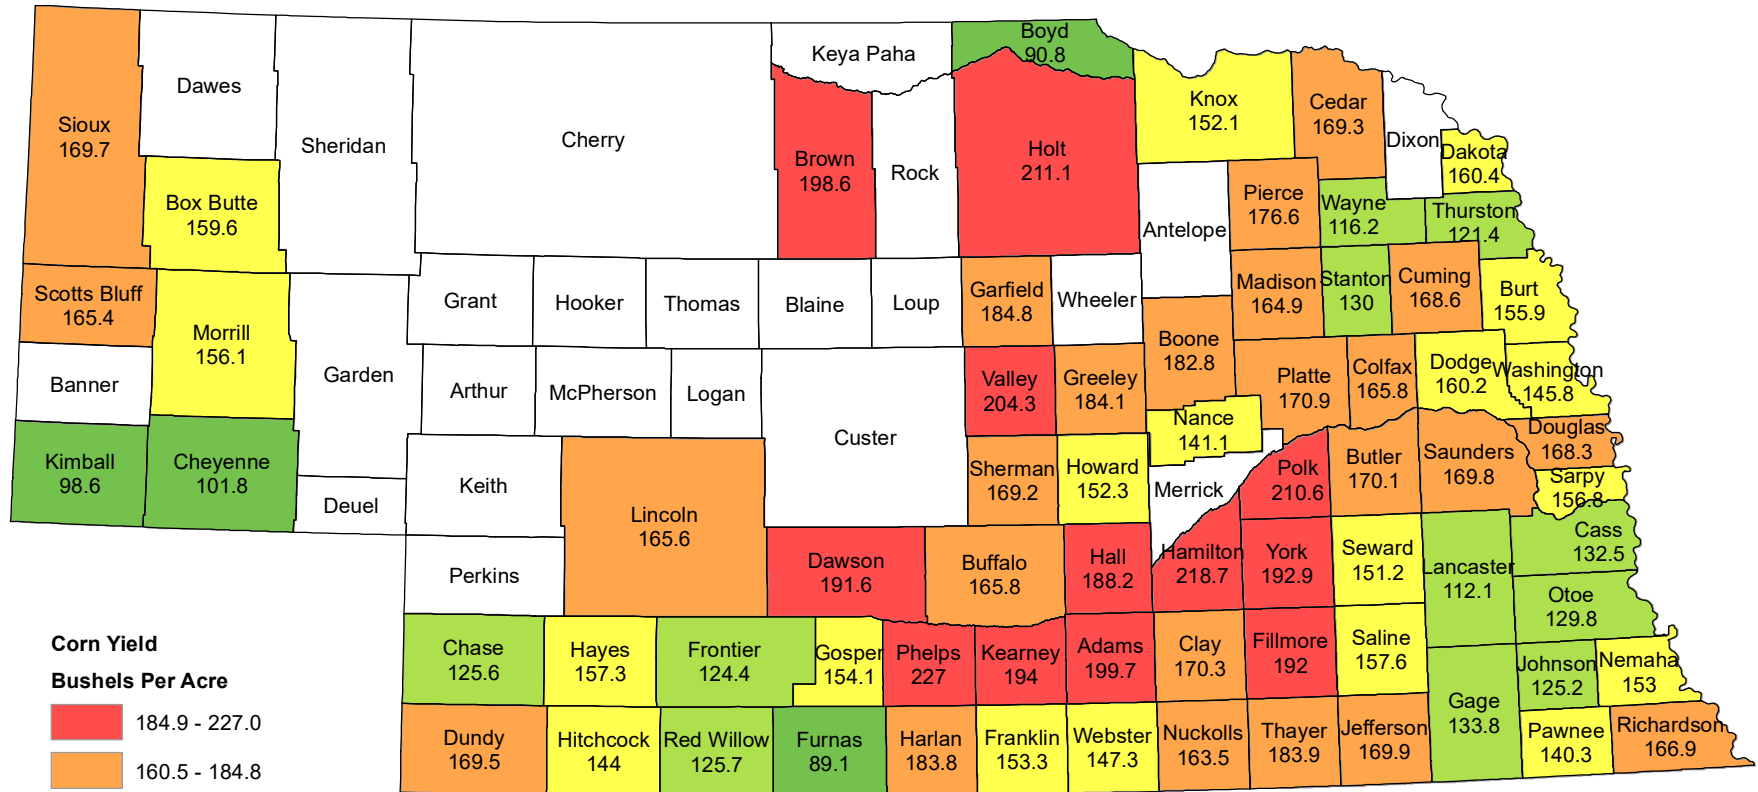 Boyd
90.8
Keya Paha
Dawes
Sioux
169.7
Sheridan
Cherry
Brown
198.6
Rock
Holt
211.1
Knox
152.1
Cedar
169.3
Dixon
Dakota
160.4
Box Butte
159.6
Antelope
Pierce
176.6
Wayne
116.2
Thurston
121.4
Scotts Bluff
165.4
Morrill
156.1
Grant
Hooker
Thomas
Blaine
Loup
Garfield
184.8
Wheeler
Madison
164.9
Stanton
130
Cuming
168.6
Burt
155.9
Boone
182.8
Banner
Garden
Arthur
McPherson
Logan
Valley
204.3
Greeley
184.1
Platte
170.9
Colfax
165.8
Dodge
160.2
Washington
145.8
Nance
141.1
Custer
Douglas
168.3
Kimball
98.6
Cheyenne
101.8
Keith
Sherman
169.2
Howard
152.3
Merrick
Polk
210.6
Butler
170.1
Saunders
169.8
Sarpy
156.8
Deuel
Lincoln
165.6
Cass
132.5
Perkins
Dawson
191.6
Buffalo
165.8
Hall
188.2
Hamilton
218.7
York
192.9
Seward
151.2
Lancaster
112.1
Otoe
129.8
Chase
125.6
Hayes
157.3
Frontier
124.4
Gosper
154.1
Phelps
227
Kearney
194
Adams
199.7
Clay
170.3
Fillmore
192
Saline
157.6
Johnson
125.2
Nemaha
153
Gage
133.8
Dundy
169.5
Hitchcock
144
Red Willow
125.7
Furnas
89.1
Harlan
183.8
Franklin
153.3
Webster
147.3
Nuckolls
163.5
Thayer
183.9
Jefferson
169.9
Pawnee
140.3
Richardson
166.9
Corn Yield
Bushels Per Acre
184.9 - 227.0
160.5 - 184.8